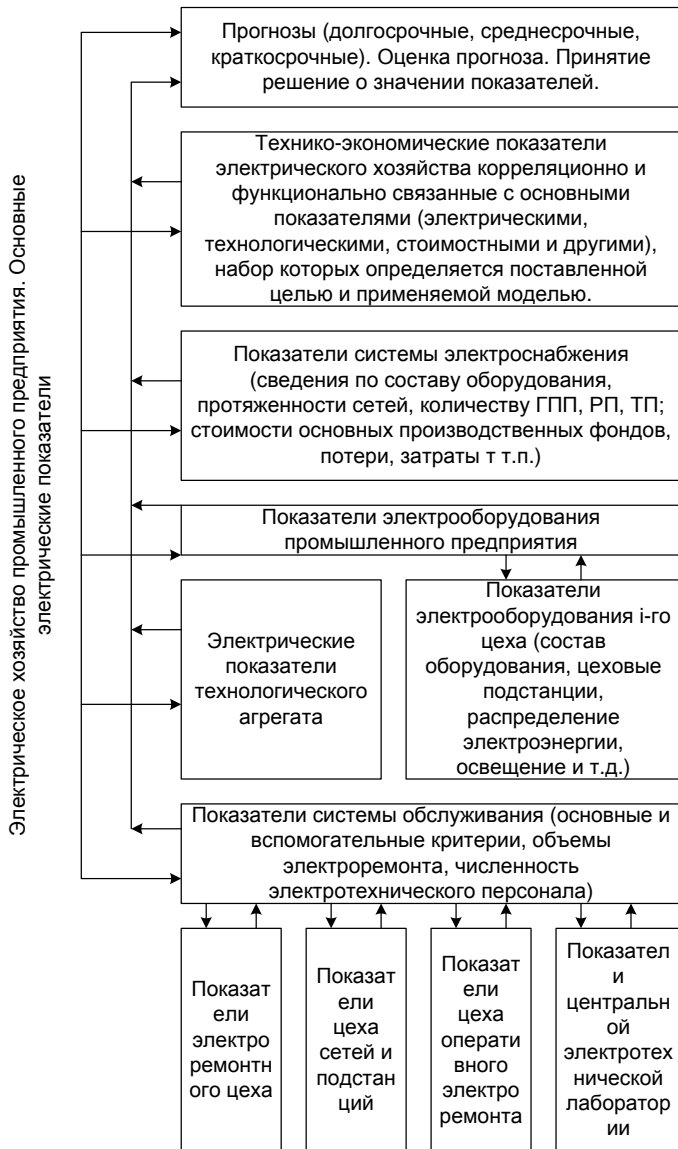 Электрическое хозяйство промышленного предприятия. Основные
электрические показатели
Прогнозы (долгосрочные, среднесрочные,
краткосрочные). Оценка прогноза. Принятие
решение о значении показателей.
Технико-экономические показатели
электрического хозяйства корреляционно и
функционально связанные с основными
показателями (электрическими,
технологическими, стоимостными и другими),
набор которых определяется поставленной
целью и применяемой моделью.
Показатели системы электроснабжения
(сведения по составу оборудования,
протяженности сетей, количеству ГПП, РП, ТП;
стоимости основных производственных фондов,
потери, затраты т т.п.)
Показатели электрооборудования
промышленного предприятия
Электрические
показатели
технологического
агрегата
Показатели
электрооборудования i-го
цеха (состав
оборудования, цеховые
подстанции,
распределение
электроэнергии,
освещение и т.д.)
Показатели системы обслуживания (основные и
вспомогательные критерии, объемы
электроремонта, численность
электротехнического персонала)
Показат
ели
электро
ремонтн
ого цеха
Показат
ели
цеха
сетей и
подстан
ций
Показат
ели
цеха
операти
вного
электро
ремонта
Показател
и
центральн
ой
электротех
нической
лаборатор
ии